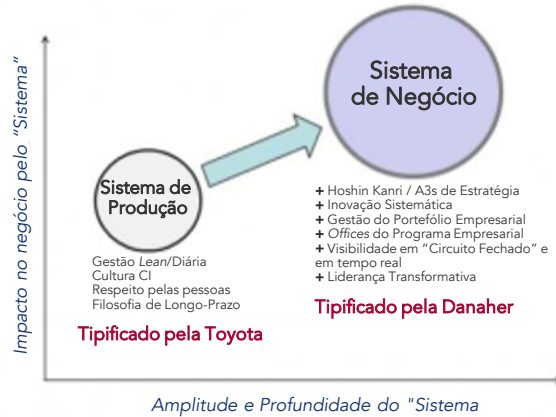 Impacto no negócio pelo "Sistema"
Sistema
de Negócio
Sistema de
Produção
+ Hoshin Kanri / A3s de Estratégia
+ Inovação Sistemática
+ Gestão do Portefólio Empresarial
+ Offices do Programa Empresarial
+ Visibilidade em "Circuito Fechado" e
em tempo real
+ Liderança Transformativa
Gestão Lean/Diária
Cultura CI
Respeito pelas pessoas
Filosofia de Longo-Prazo
Tipificado pela Danaher
Tipificado pela Toyota
Amplitude e Profundidade do "Sistema